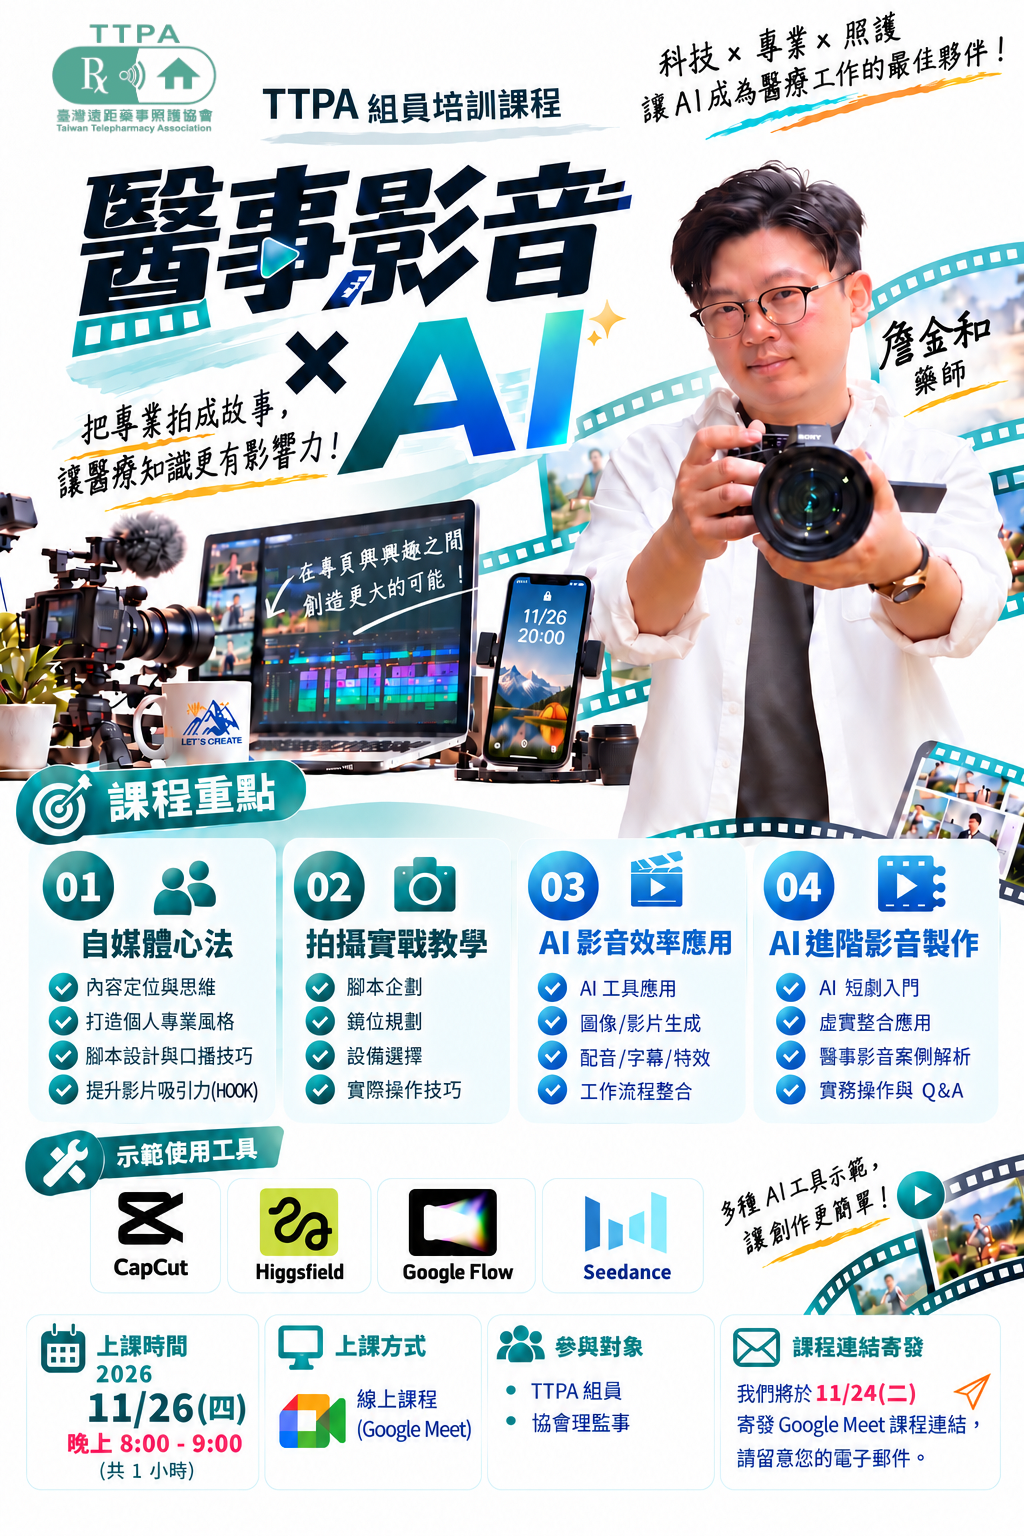 TTPA
Rx
臺灣遠距藥事照護協會
Taiwan Telepharmacy Association
TTPA 組員培訓課程
科技 x 專業 x 照護
讓AI成為醫療工作的最佳夥伴!
醫事影音
× AI
把專業拍成故事,
讓醫療知識更有影響力!
詹金和
藥師
SONY
在專頁興興趣之間
創造更大的可能 !
11/26
20:00
LET'S CREATE
課程重點
01
自媒體心法
內容定位與思維
打造個人專業風格
腳本設計與口播技巧
提升影片吸引力(HOOK)
02
拍攝實戰教學
腳本企劃
鏡位規劃
設備選擇
實際操作技巧
03
AI 影音效率應用
AI 工具應用
圖像/影片生成
配音/字幕/特效
工作流程整合
04
AI 進階影音製作
AI 短劇入門
虛實整合應用
醫事影音案例解析
實務操作與 Q&A
示範使用工具
CapCut
Higgsfield
Google Flow
Seedance
多種 AI工具示範,
讓創作更簡單!
上課時間
2026
11/26(四)
晚上 8:00 - 9:00
(共 1 小時)
上課方式
線上課程
(Google Meet)
參與對象
• TTPA 組員
• 協會理監事
課程連結寄發
我們將於 11/24(二)
寄發 Google Meet 課程連結,
請留意您的電子郵件。